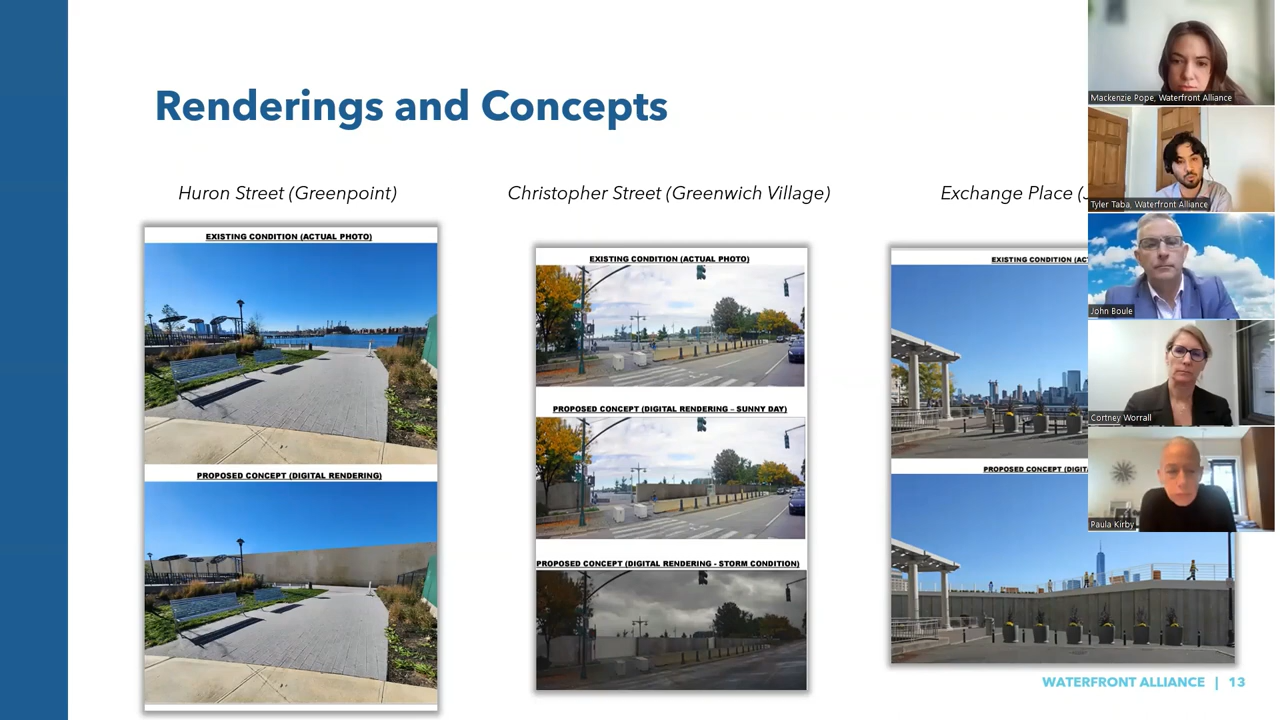 Renderings and Concepts
Huron Street (Greenpoint)
Christopher Street (Greenwich Village)
Exchange Place (
EXISTING CONDITION (ACTUAL PHOTO)
PROPOSED CONCEPT (DIGITAL RENDERING)
EXISTING CONDITION (ACTUAL PHOTO)
PROPOSED CONCEPT (DIGITAL RENDERING – SUNNY DAY)
PROPOSED CONCEPT (DIGITAL RENDERING - STORM CONDITION)
EXISTING CONDITION (AC
PROPOSED CONCEPT (DIGITA
Mackenzie Pope, Waterfront Alliance
Tyler Taba, Waterfront Alliance
John Boule
Cortney Worrall
Paula Kirby
WATERFRONT ALLIANCE | 13